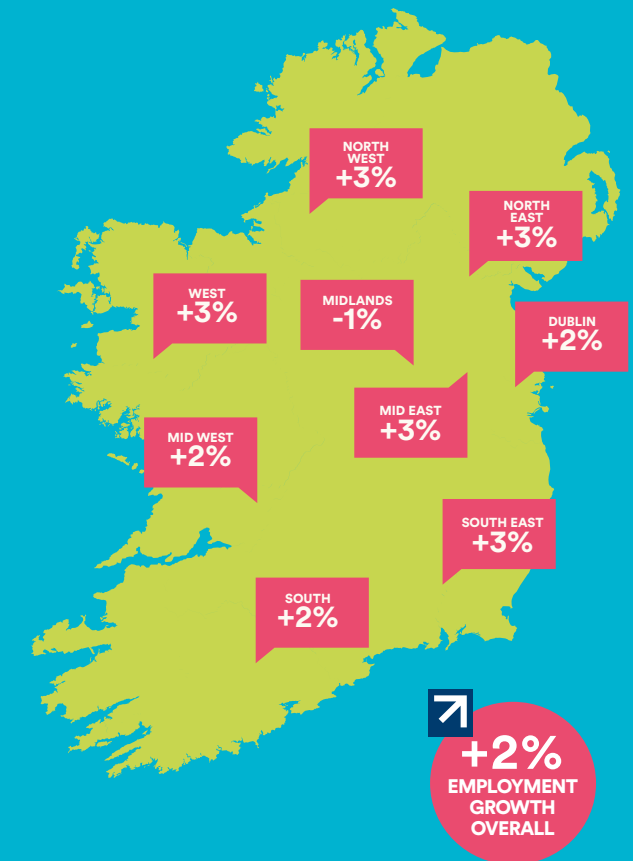 NORTH
WEST
+3%
NORTH
EAST
+3%
WEST
+3%
MIDLANDS
-1%
DUBLIN
+2%
MID EAST
+3%
MID WEST
+2%
SOUTH EAST
+3%
SOUTH
+2%
+2%
EMPLOYMENT
GROWTH
OVERALL